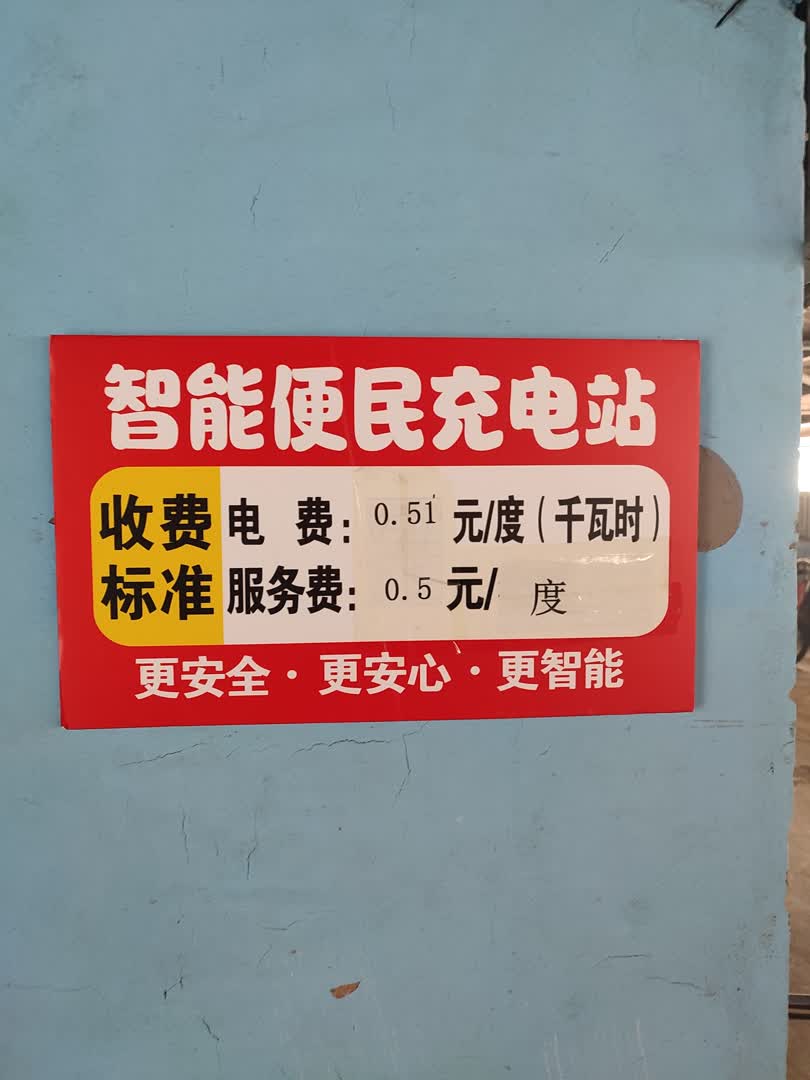 智能便民充电站
收费标准
电 费: 0.51 元/度(千瓦时)
服务费: 0.5 元/ 度
更安全·更安心·更智能